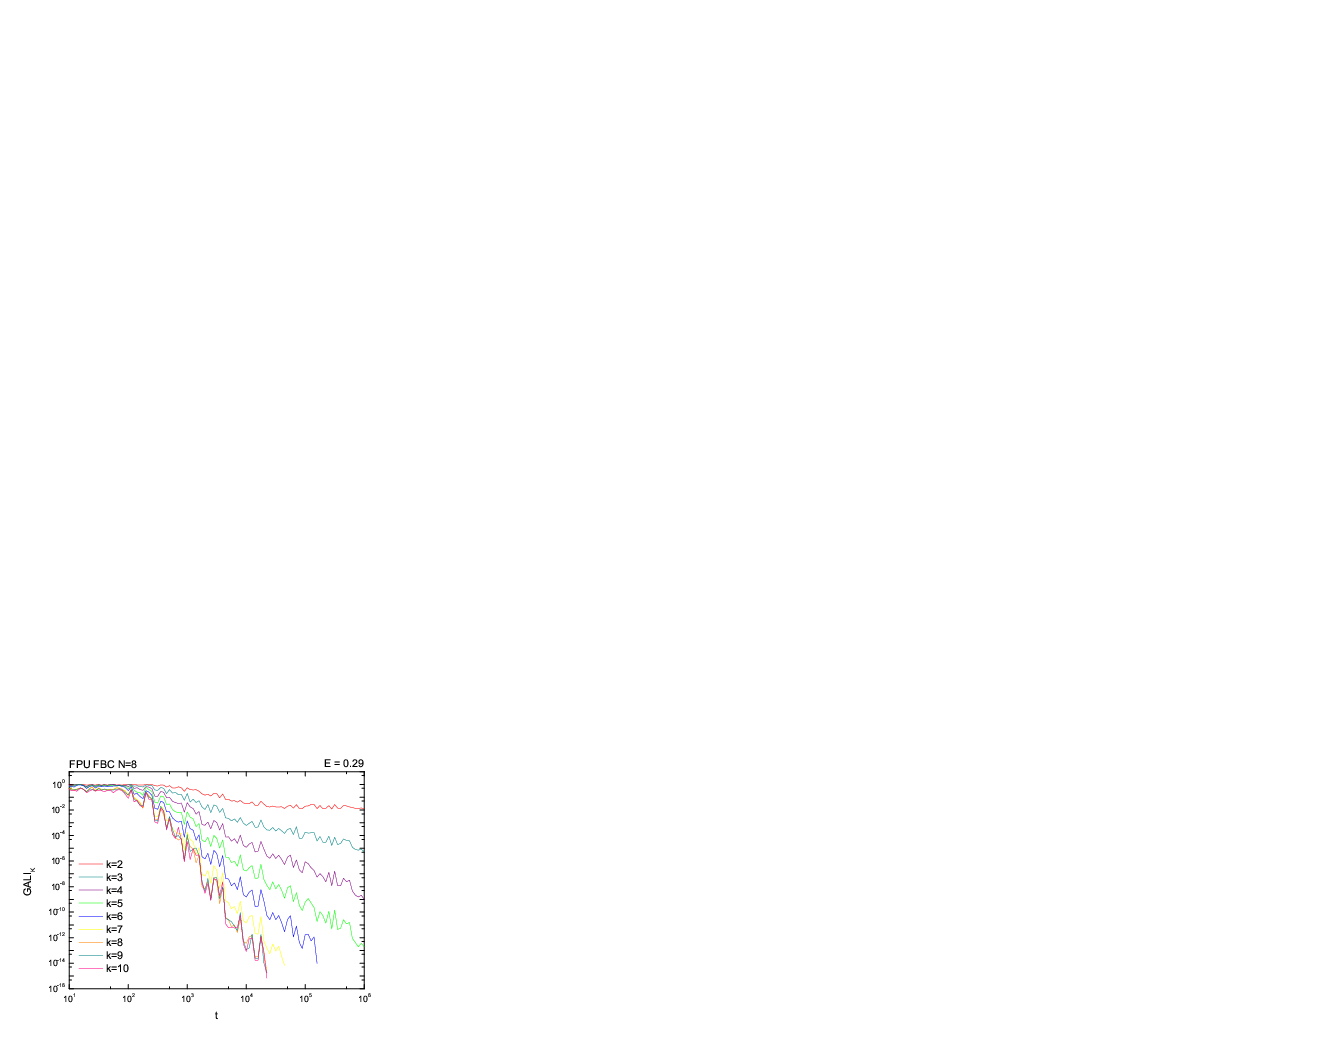 FPU FBC N=8
E = 0.29
10^0
10^-2
10^-4
10^-6
10^-8
10^-10
10^-12
10^-14
10^-16
GALI_K
k=2
k=3
k=4
k=5
k=6
k=7
k=8
k=9
k=10
10^1 10^2 10^3 10^4 10^5 10^6
t